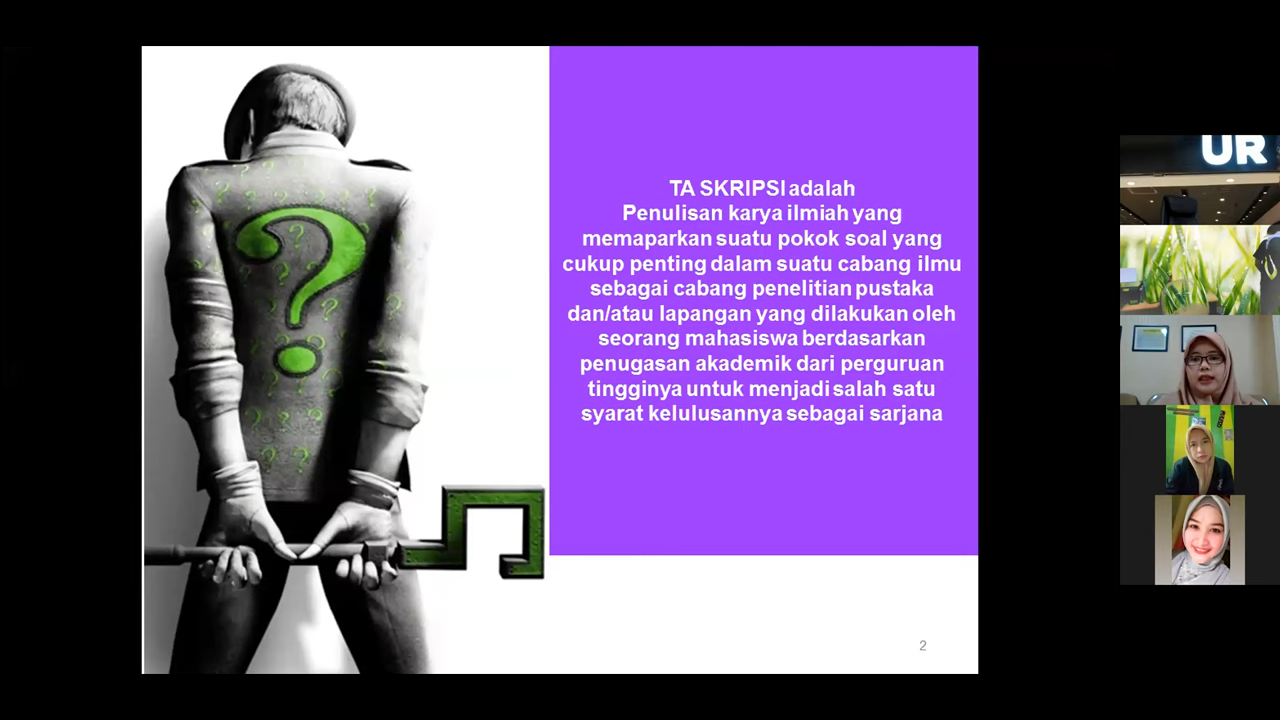 TA SKRIPSI adalah
Penulisan karya ilmiah yang
memaparkan suatu pokok soal yang
cukup penting dalam suatu cabang ilmu
sebagai cabang penelitian pustaka
dan/atau lapangan yang dilakukan oleh
seorang mahasiswa berdasarkan
penugasan akademik dari perguruan
tingginya untuk menjadi salah satu
syarat kelulusannya sebagai sarjana
2
UR